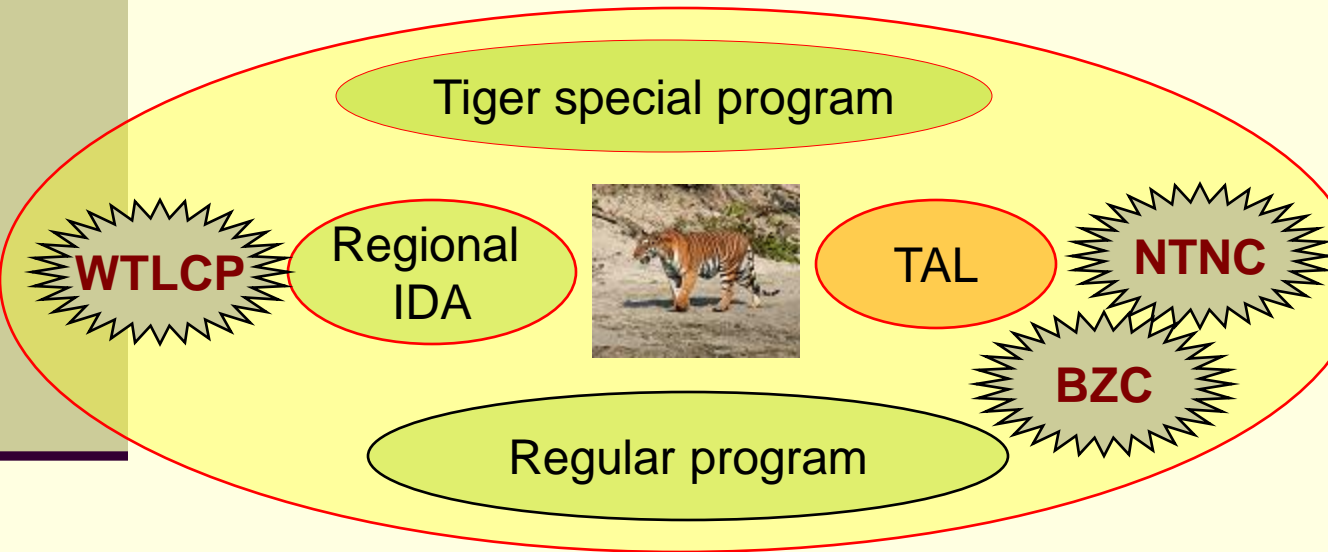 Tiger special program
WTLCP
Regional
IDA
TAL
NTNC
BZC
Regular program